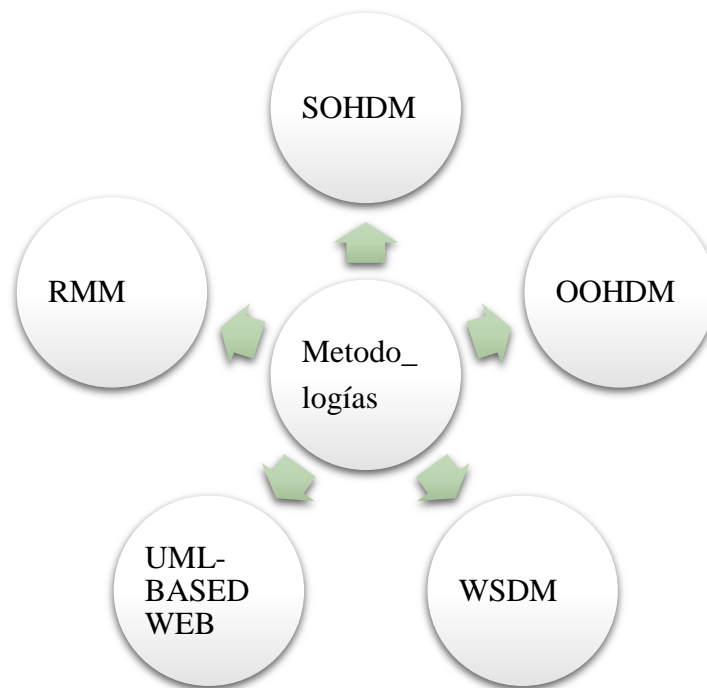 SOHDM
RMM
OOHDM
Metodo_
logías
UML-
BASED
WEB
WSDM